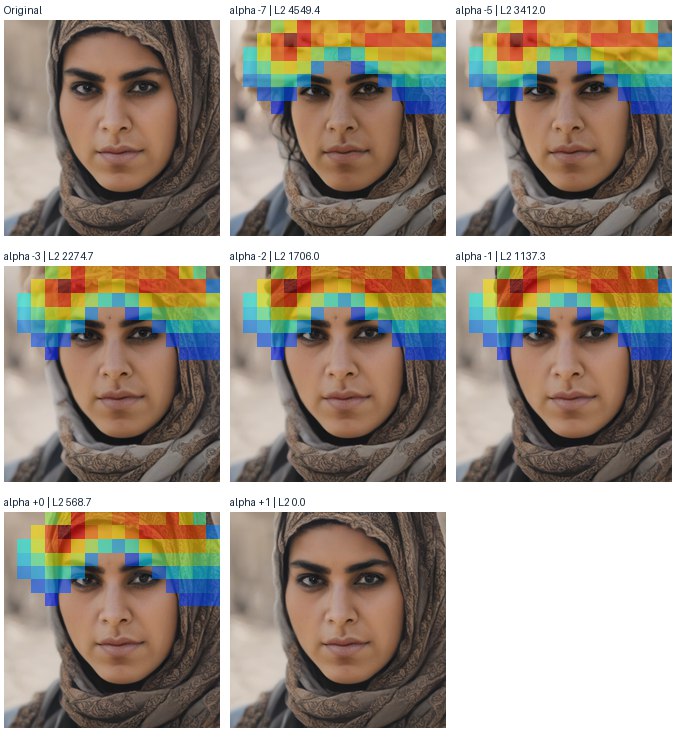 Original
alpha -7 | L2 4549.4
alpha -5 | L2 3412.0
alpha -3 | L2 2274.7
alpha -2 | L2 1706.0
alpha -1 | L2 1137.3
alpha +0 | L2 568.7
alpha +1 | L2 0.0